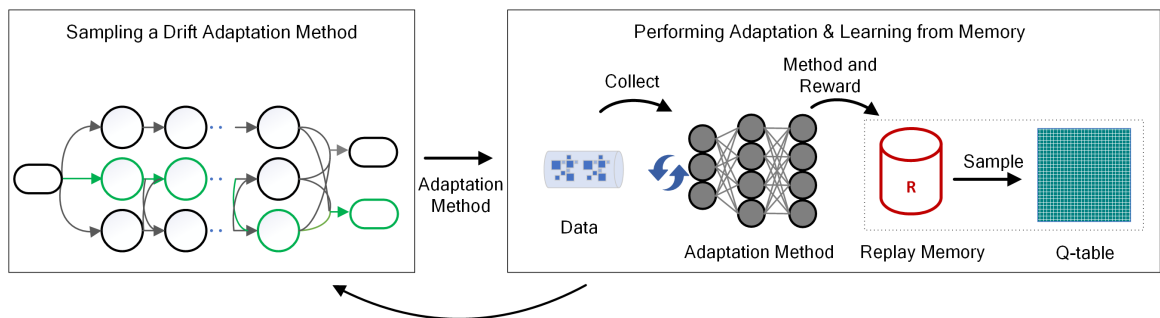 Sampling a Drift Adaptation Method
Adaptation
Method
Performing Adaptation & Learning from Memory
Collect
Method and
Reward
Sample
R
Data
Adaptation Method
Replay Memory
Q-table